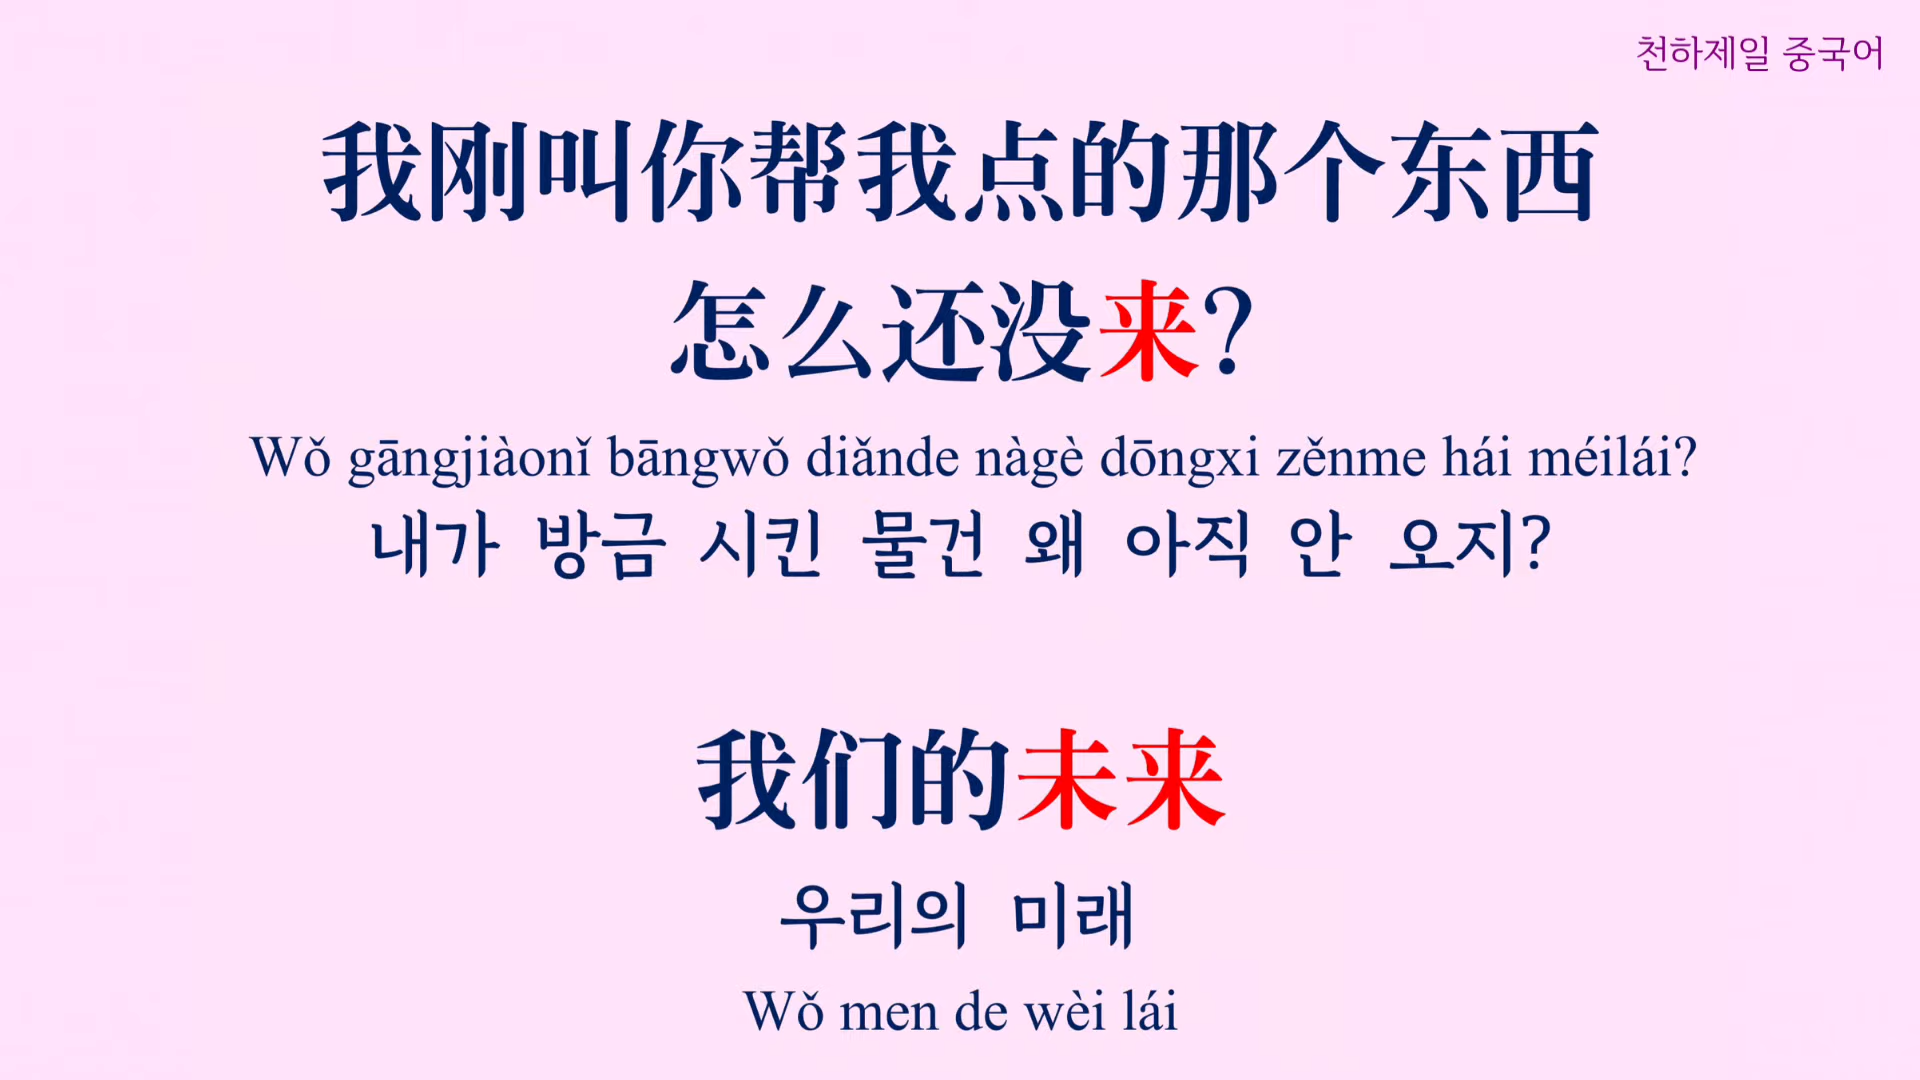 천하제일 중국어
我刚叫你帮我点的那个东西
怎么还没来?
Wǒ gāngjiàonǐ bāngwǒ diǎnde nàgè dōngxi zěnme hái méilái?
내가 방금 시킨 물건 왜 아직 안 오지?
我们的未来
우리의 미래
Wǒ men de wèi lái